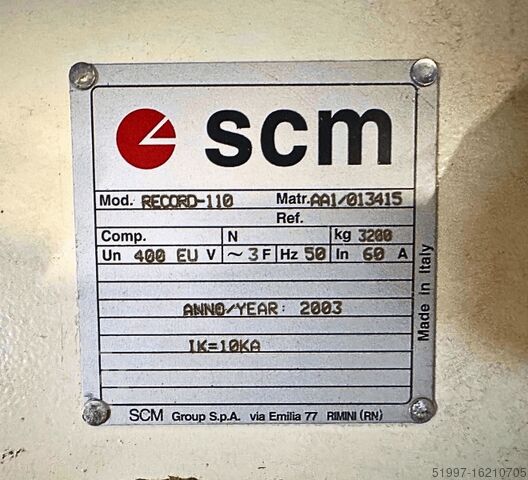 scm
Mod. RECORD-110 Matr. AA1/013415
Ref.
Comp. N kg 3200
Un 400 EU V ~ 3 F Hz 50 In 60 A
ANNO/YEAR: 2003
IK=10KA
Made in Italy
SCM Group S.p.A. via Emilia 77 RIMINI (RN)
51997-16210705